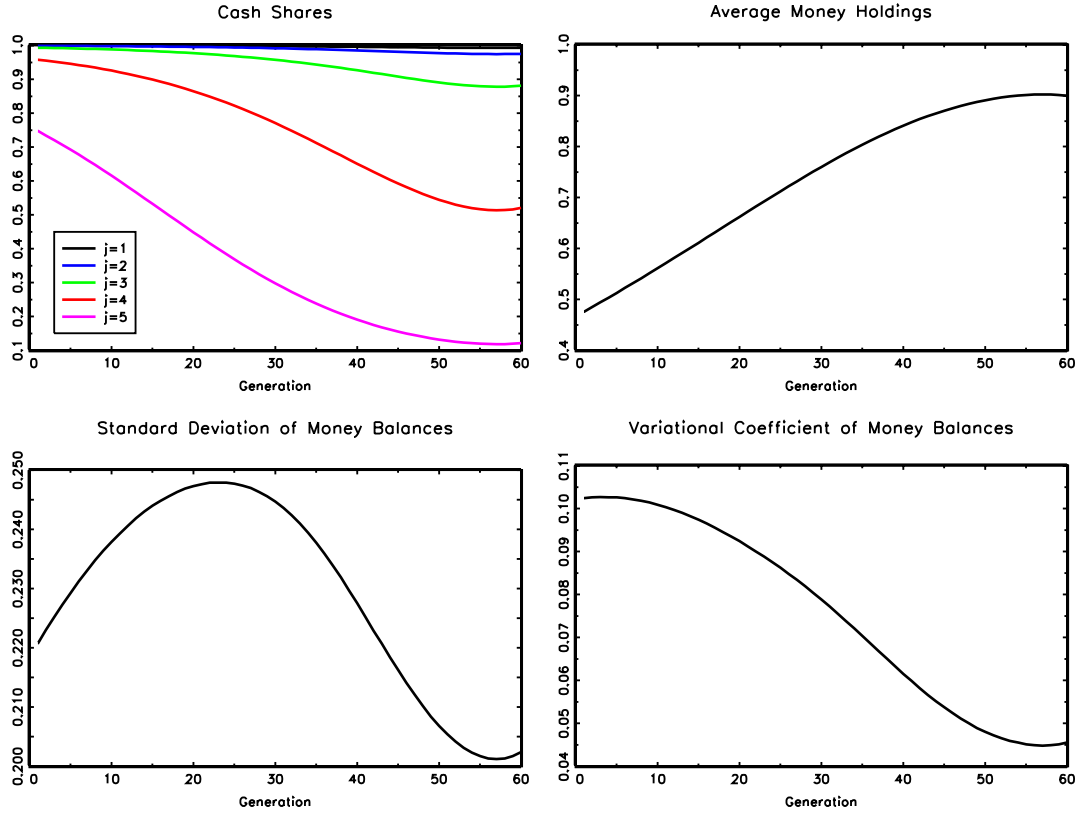 Cash Shares
1.0
0.9
0.8
0.7
0.6
0.5
0.4
0.3
0.2
0.1
j=1
j=2
j=3
j=4
j=5
0 10 20 30 40 50 60
Generation
Average Money Holdings
1.0
0.9
0.8
0.7
0.6
0.5
0.4
0 10 20 30 40 50 60
Generation
Standard Deviation of Money Balances
0.250
0.240
0.230
0.220
0.210
0.200
0 10 20 30 40 50 60
Generation
Variational Coefficient of Money Balances
0.11
0.10
0.09
0.08
0.07
0.06
0.05
0.04
0 10 20 30 40 50 60
Generation